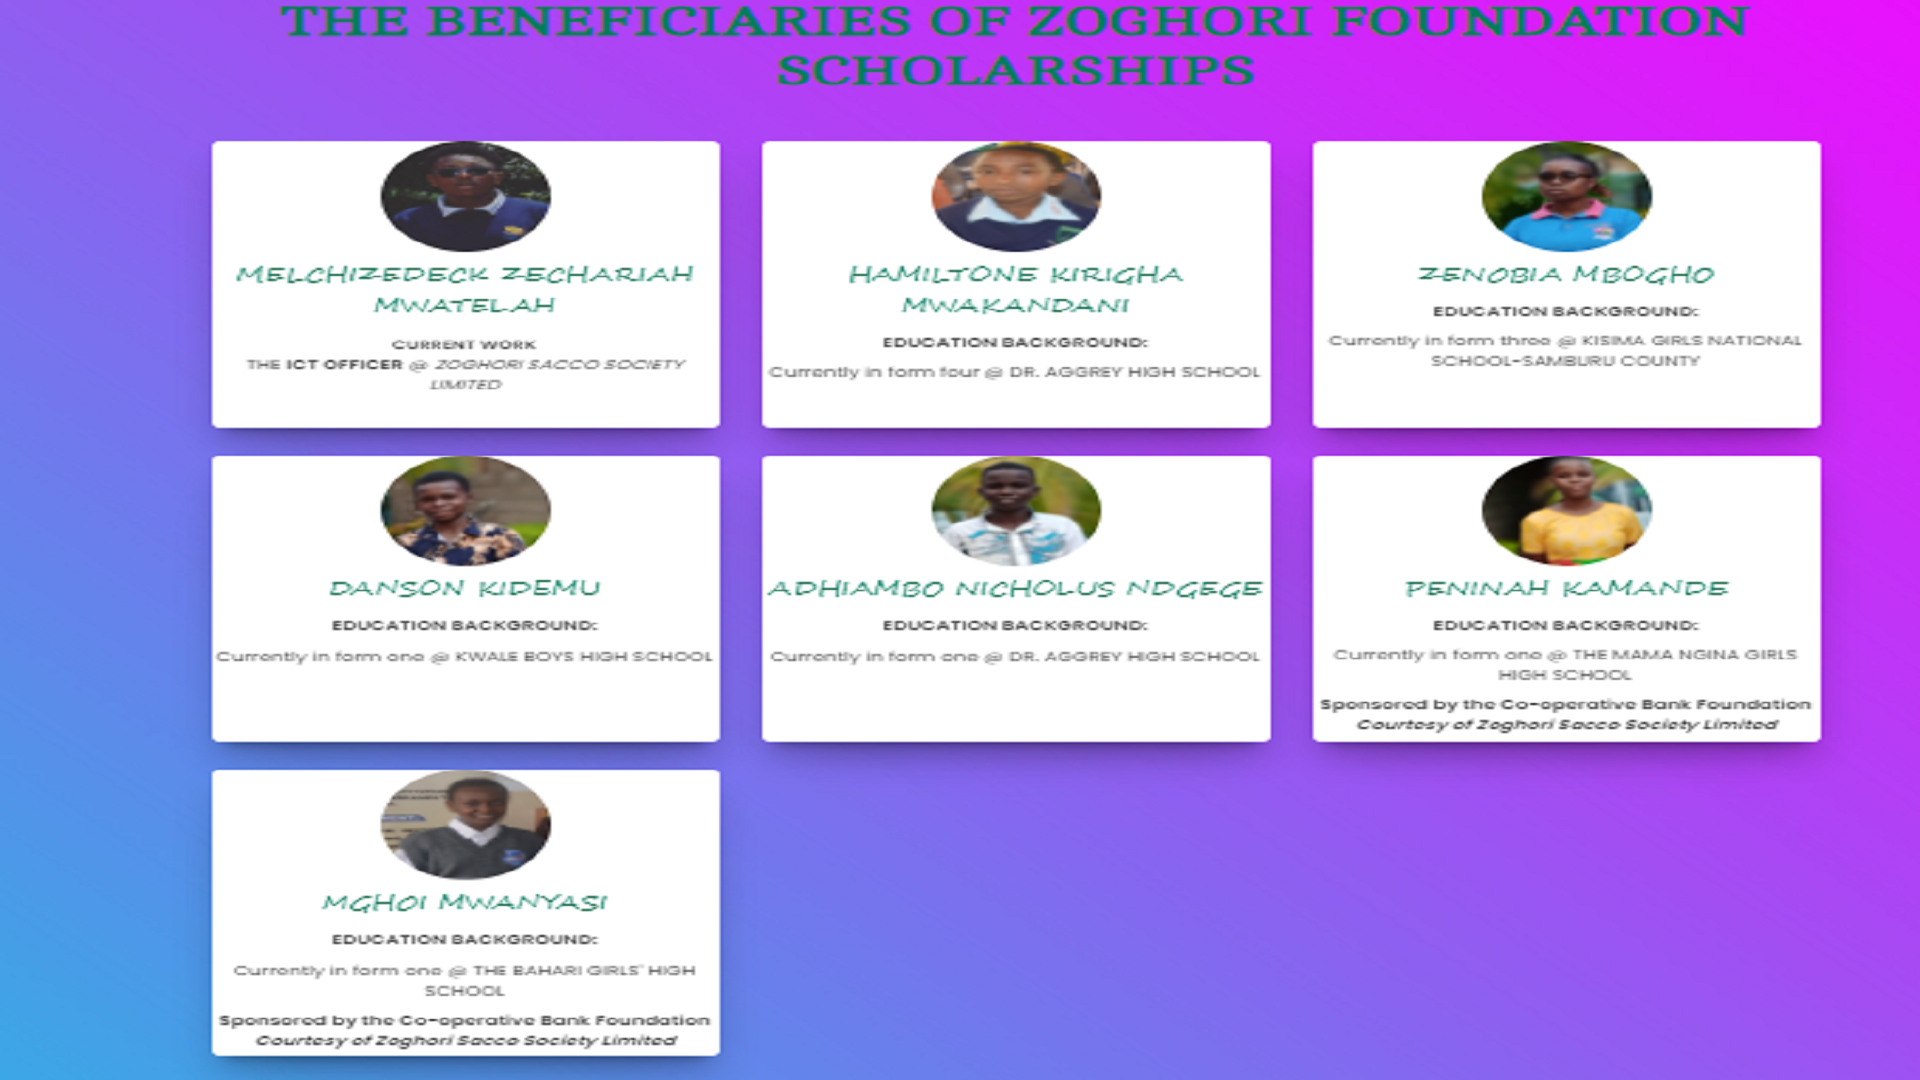 THE BENEFICIARIES OF ZOGHORI FOUNDATION
SCHOLARSHIPS
MELCHIZEDECK ZECHARIAH
MWATELAH
CURRENT WORK
THE ICT OFFICER @ ZOGHORI SACCO SOCIETY
LIMITED
HAMILTONE KIRIGHA
MWAKANDANI
EDUCATION BACKGROUND:
Currently in form four @ DR. AGGREY HIGH SCHOOL
ZENOBIA MBOGHO
EDUCATION BACKGROUND:
Currently in form three @ KISIMA GIRLS NATIONAL
SCHOOL-SAMBURU COUNTY
DANSON KIDEMU
EDUCATION BACKGROUND:
Currently in form one @ KWALE BOYS HIGH SCHOOL
ADHIAMBO NICHOLUS NDGEGE
EDUCATION BACKGROUND:
Currently in form one @ DR. AGGREY HIGH SCHOOL
PENINAH KAMANDE
EDUCATION BACKGROUND:
Currently in form one @ THE MAMA NGINA GIRLS
HIGH SCHOOL
Sponsored by the Co-operative Bank Foundation
Courtesy of Zoghori Sacco Society Limited
MGHOI MWANYASI
EDUCATION BACKGROUND:
Currently in form one @ THE BAHARI GIRLS' HIGH
SCHOOL
Sponsored by the Co-operative Bank Foundation
Courtesy of Zoghori Sacco Society Limited